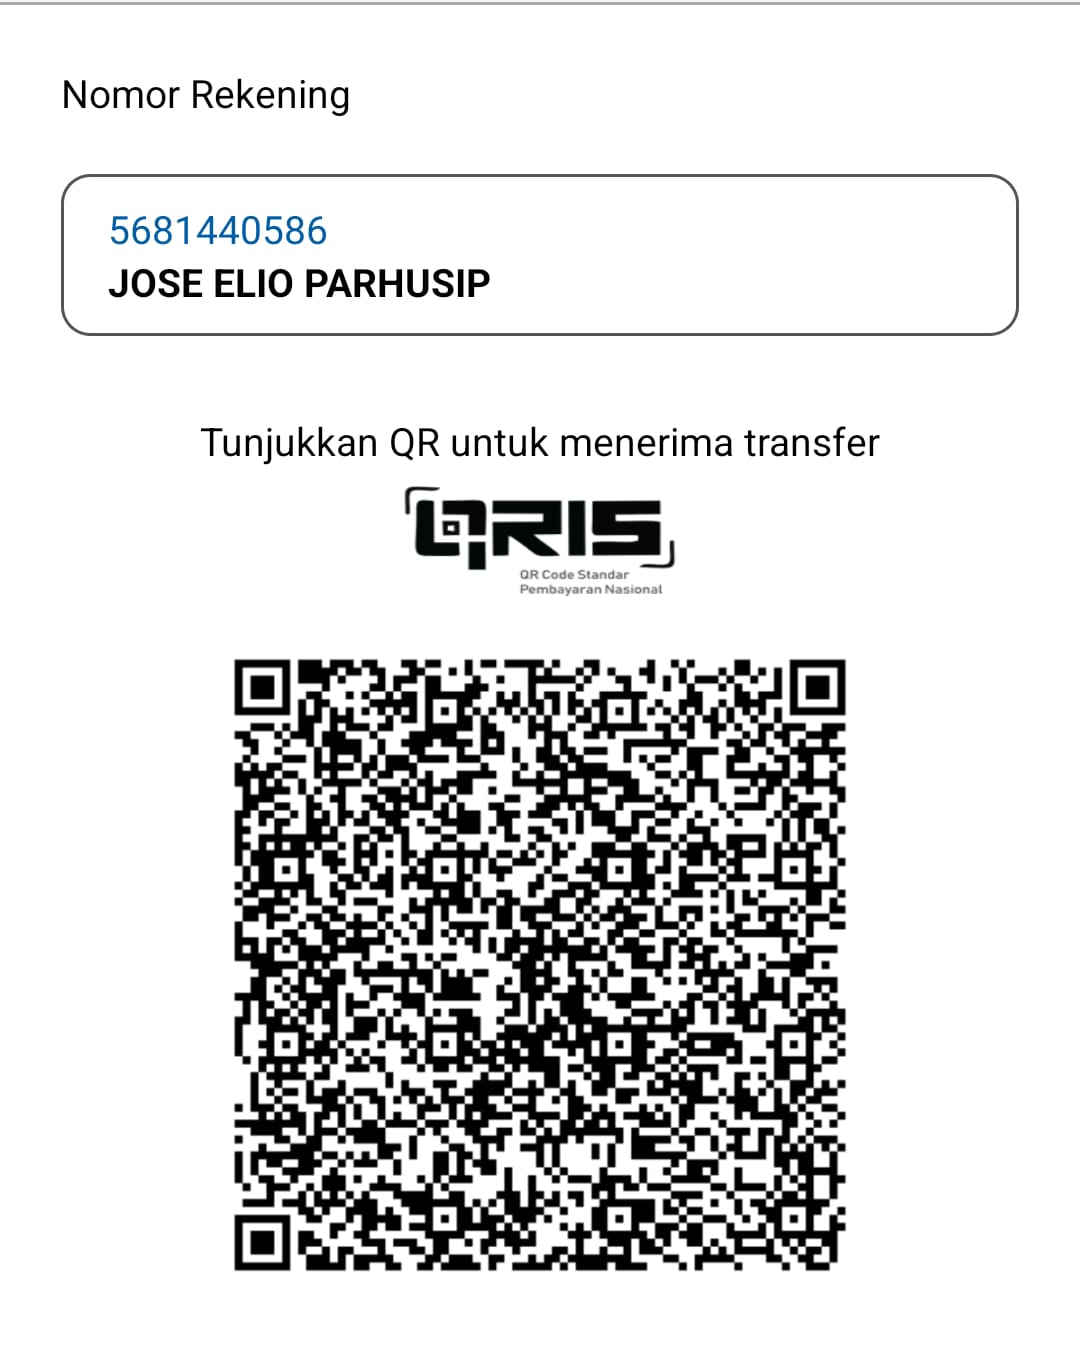 Nomor Rekening
5681440586
JOSE ELIO PARHUSIP
Tunjukkan QR untuk menerima transfer
QRIS
QR Code Standar
Pembayaran Nasional